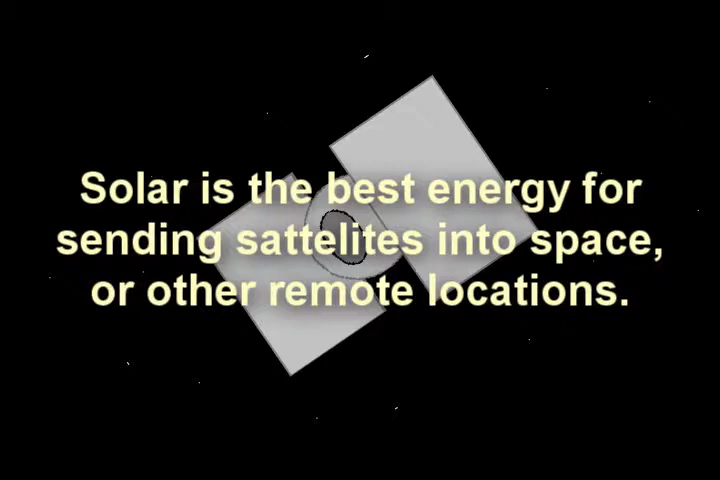 Solar is the best energy for
sending sattelites into space,
or other remote locations.